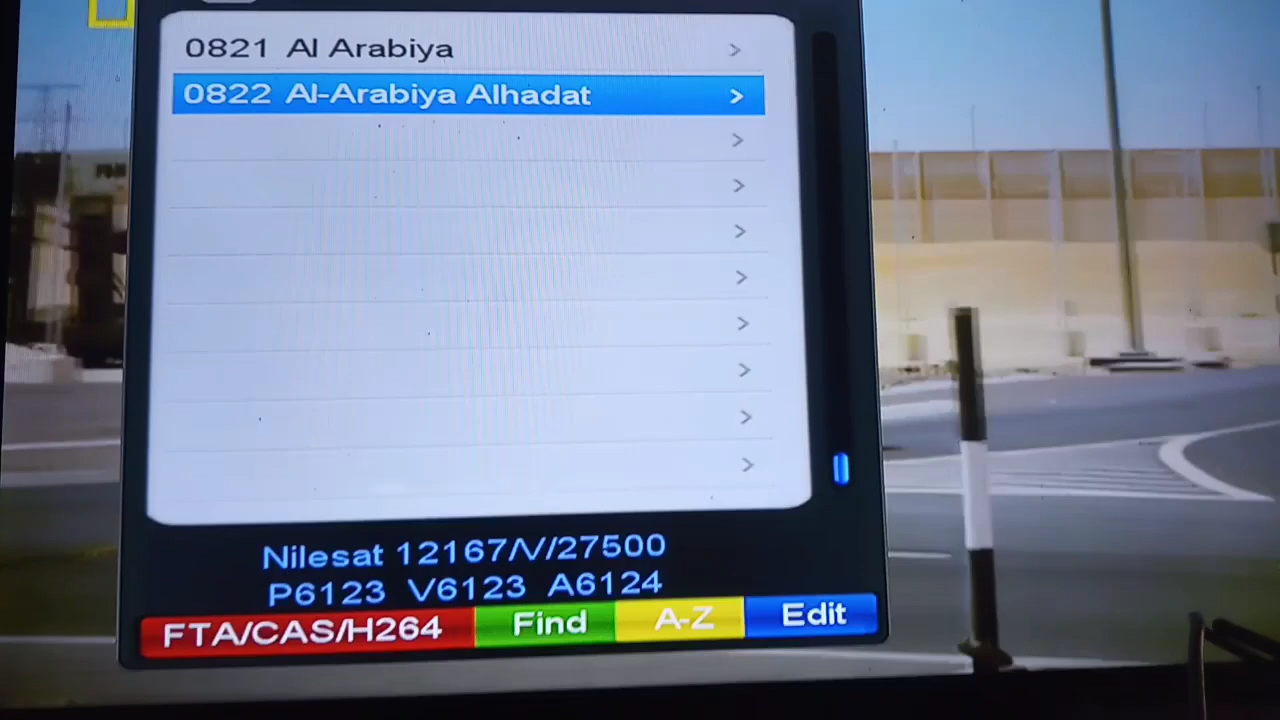 0821 Al Arabiya
0822 Al-Arabiya Alhadat
Nilesat 12167/V/27500
P6123 V6123 A6124
FTA/CAS/H264 Find A-Z Edit